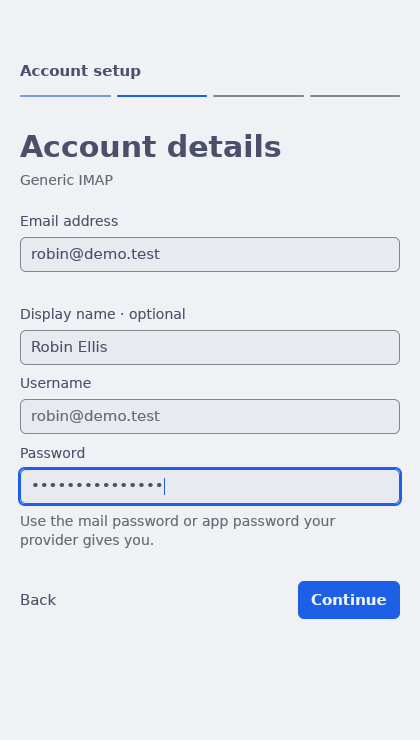 Account setup
Account details
Generic IMAP
Email address
robin@demo.test
Display name · optional
Robin Ellis
Username
robin@demo.test
Password
•••••••••••••••
Use the mail password or app password your
provider gives you.
Back
Continue